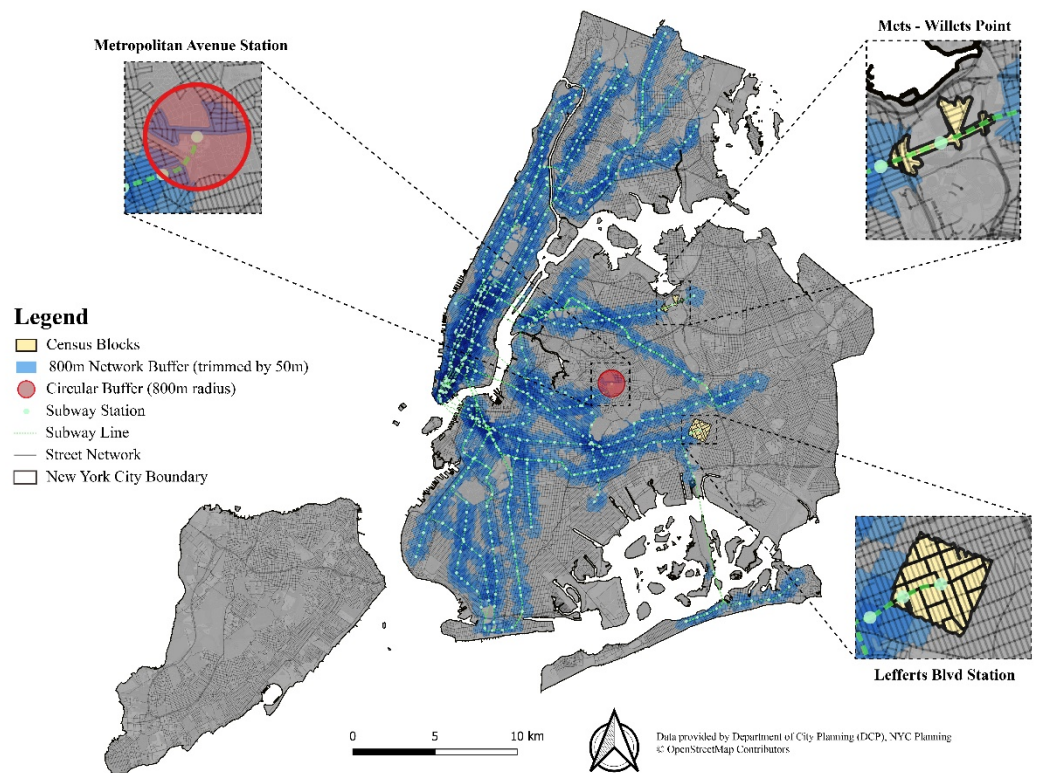 Metropolitan Avenue Station
Mets - Willets Point
Legend
Census Blocks
800m Network Buffer (trimmed by 50m)
Circular Buffer (800m radius)
Subway Station
Subway Line
Street Network
New York City Boundary
Lefferts Blvd Station
0 5 10 km
Data provided by Department of City Planning (DCP), NYC Planning
© OpenStreetMap Contributors